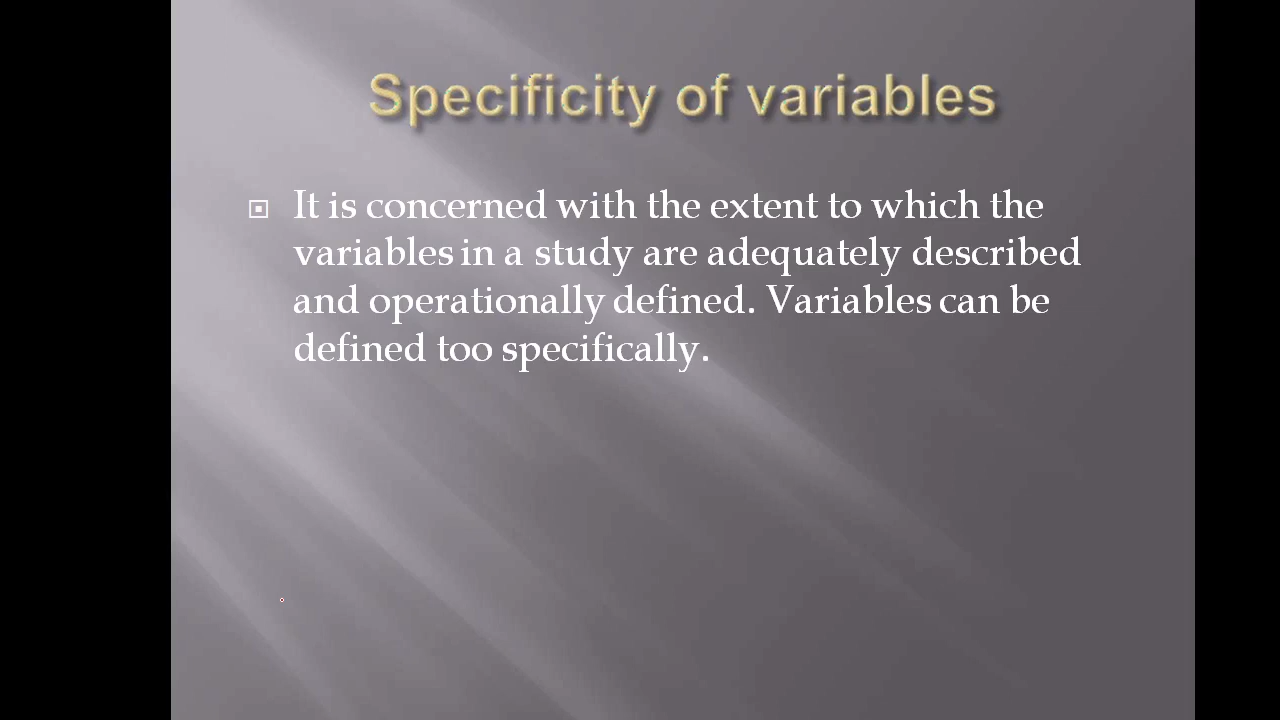 Specificity of variables
It is concerned with the extent to which the
variables in a study are adequately described
and operationally defined. Variables can be
defined too specifically.